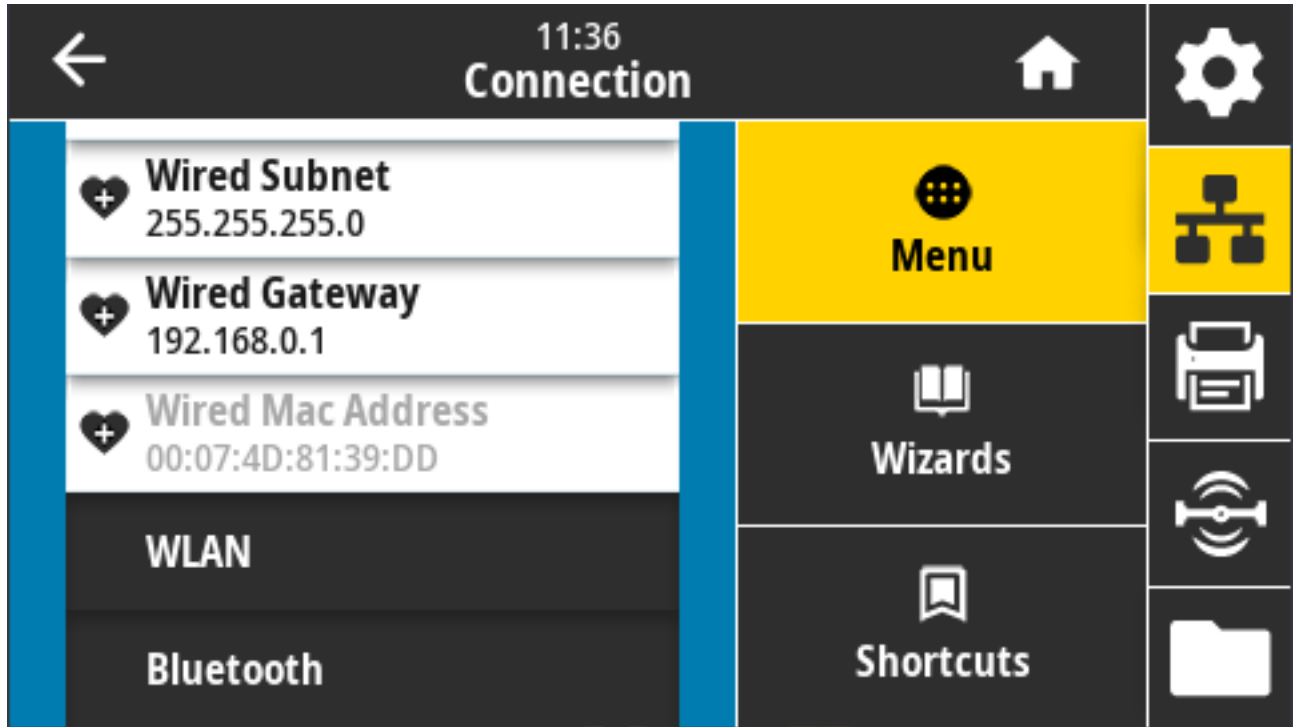 11:36
Connection
Wired Subnet
255.255.255.0
Wired Gateway
192.168.0.1
Wired Mac Address
00:07:4D:81:39:DD
WLAN
Bluetooth
Menu
Wizards
Shortcuts